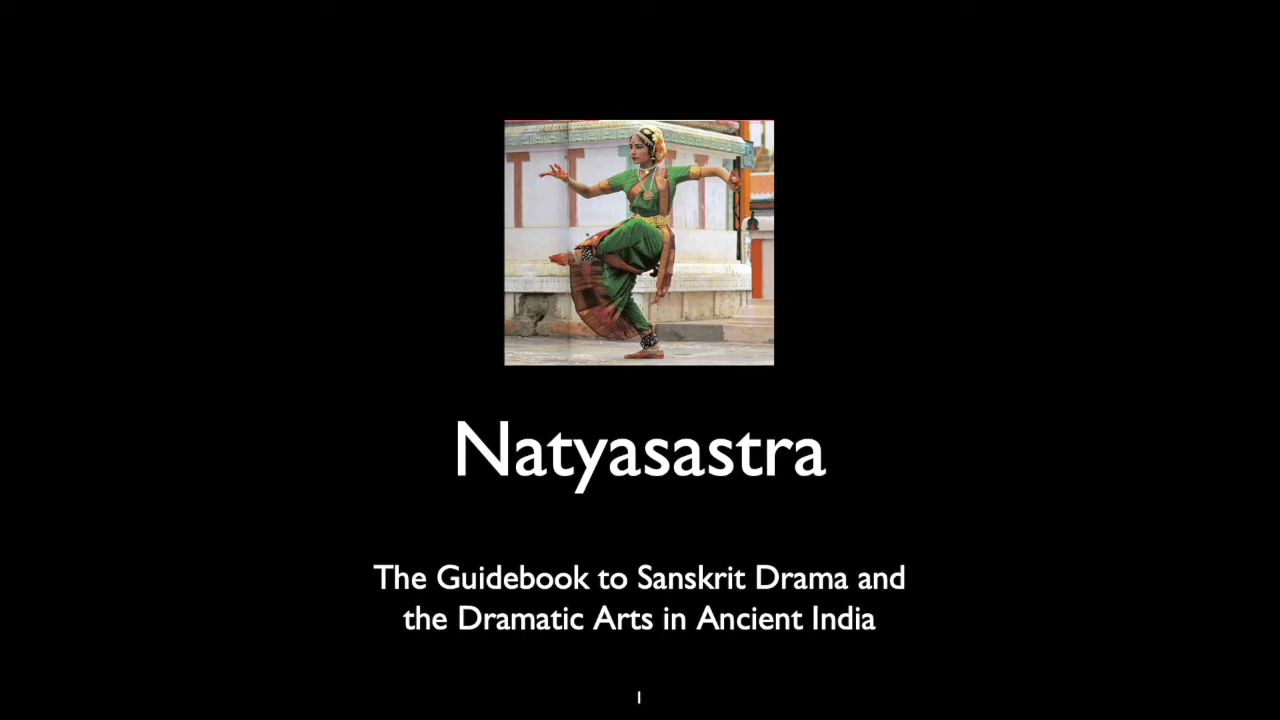 Natyasastra
The Guidebook to Sanskrit Drama and
the Dramatic Arts in Ancient India
1